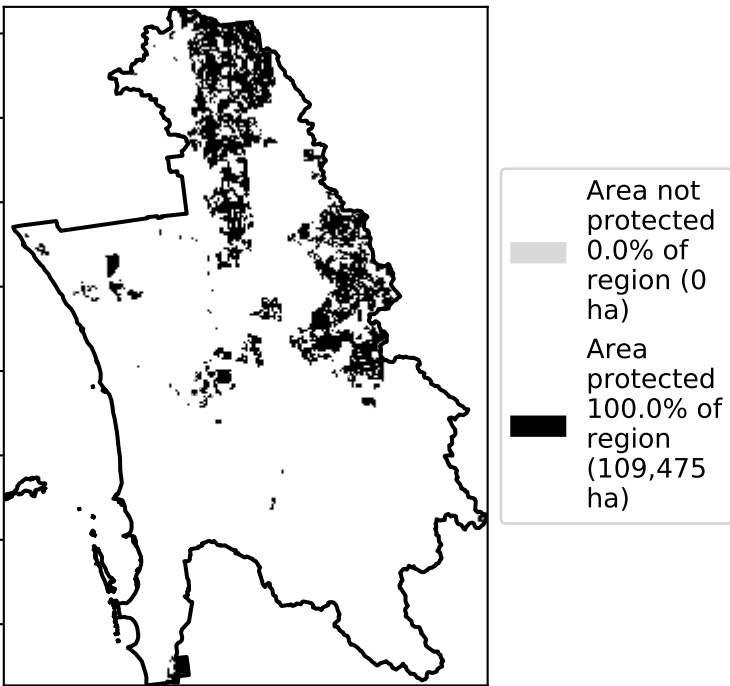 Area not
protected
0.0% of
region (0
ha)
Area
protected
100.0% of
region
(109,475
ha)